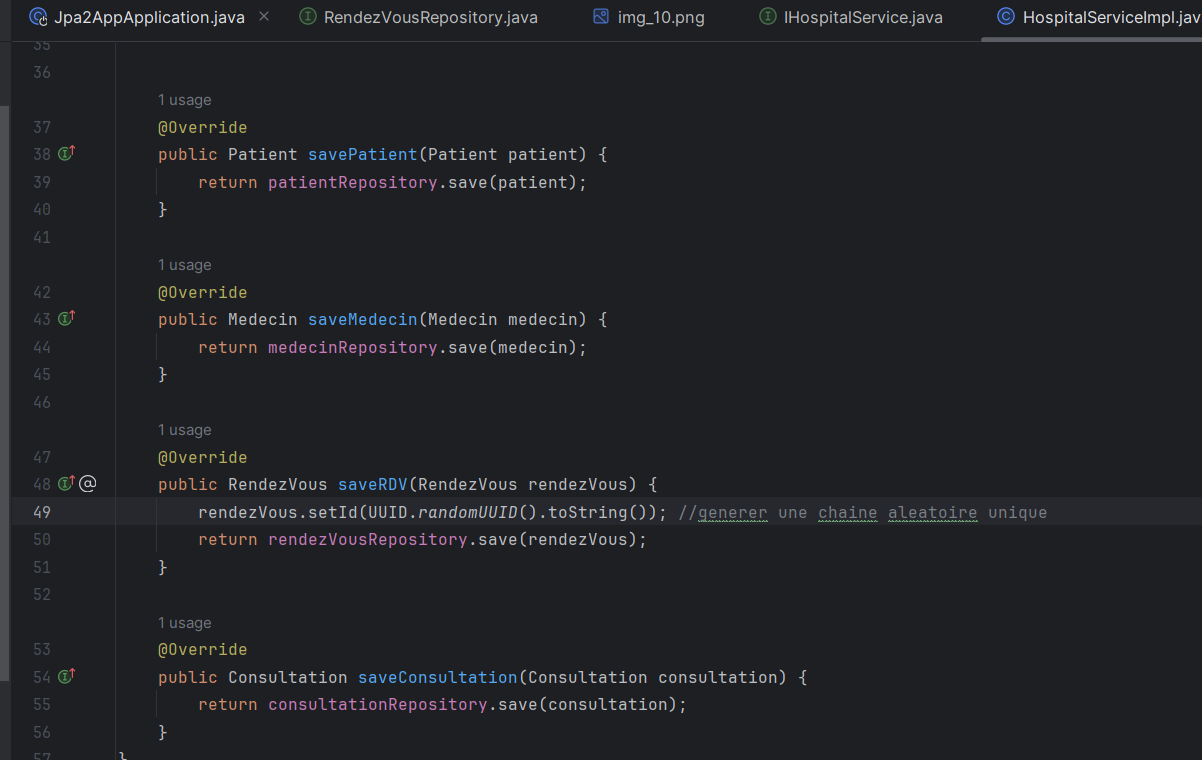 Jpa2AppApplication.java RendezVousRepository.java img_10.png IHospitalService.java HospitalServiceImpl.jav
35
36
1 usage
37 @Override
38 public Patient savePatient(Patient patient) {
39 return patientRepository.save(patient);
40 }
41
1 usage
42 @Override
43 public Medecin saveMedecin(Medecin medecin) {
44 return medecinRepository.save(medecin);
45 }
46
1 usage
47 @Override
48 @ public RendezVous saveRDV(RendezVous rendezVous) {
49 rendezVous.setId(UUID.randomUUID().toString()); //generer une chaine aleatoire unique
50 return rendezVousRepository.save(rendezVous);
51 }
52
1 usage
53 @Override
54 public Consultation saveConsultation(Consultation consultation) {
55 return consultationRepository.save(consultation);
56 }
57 }